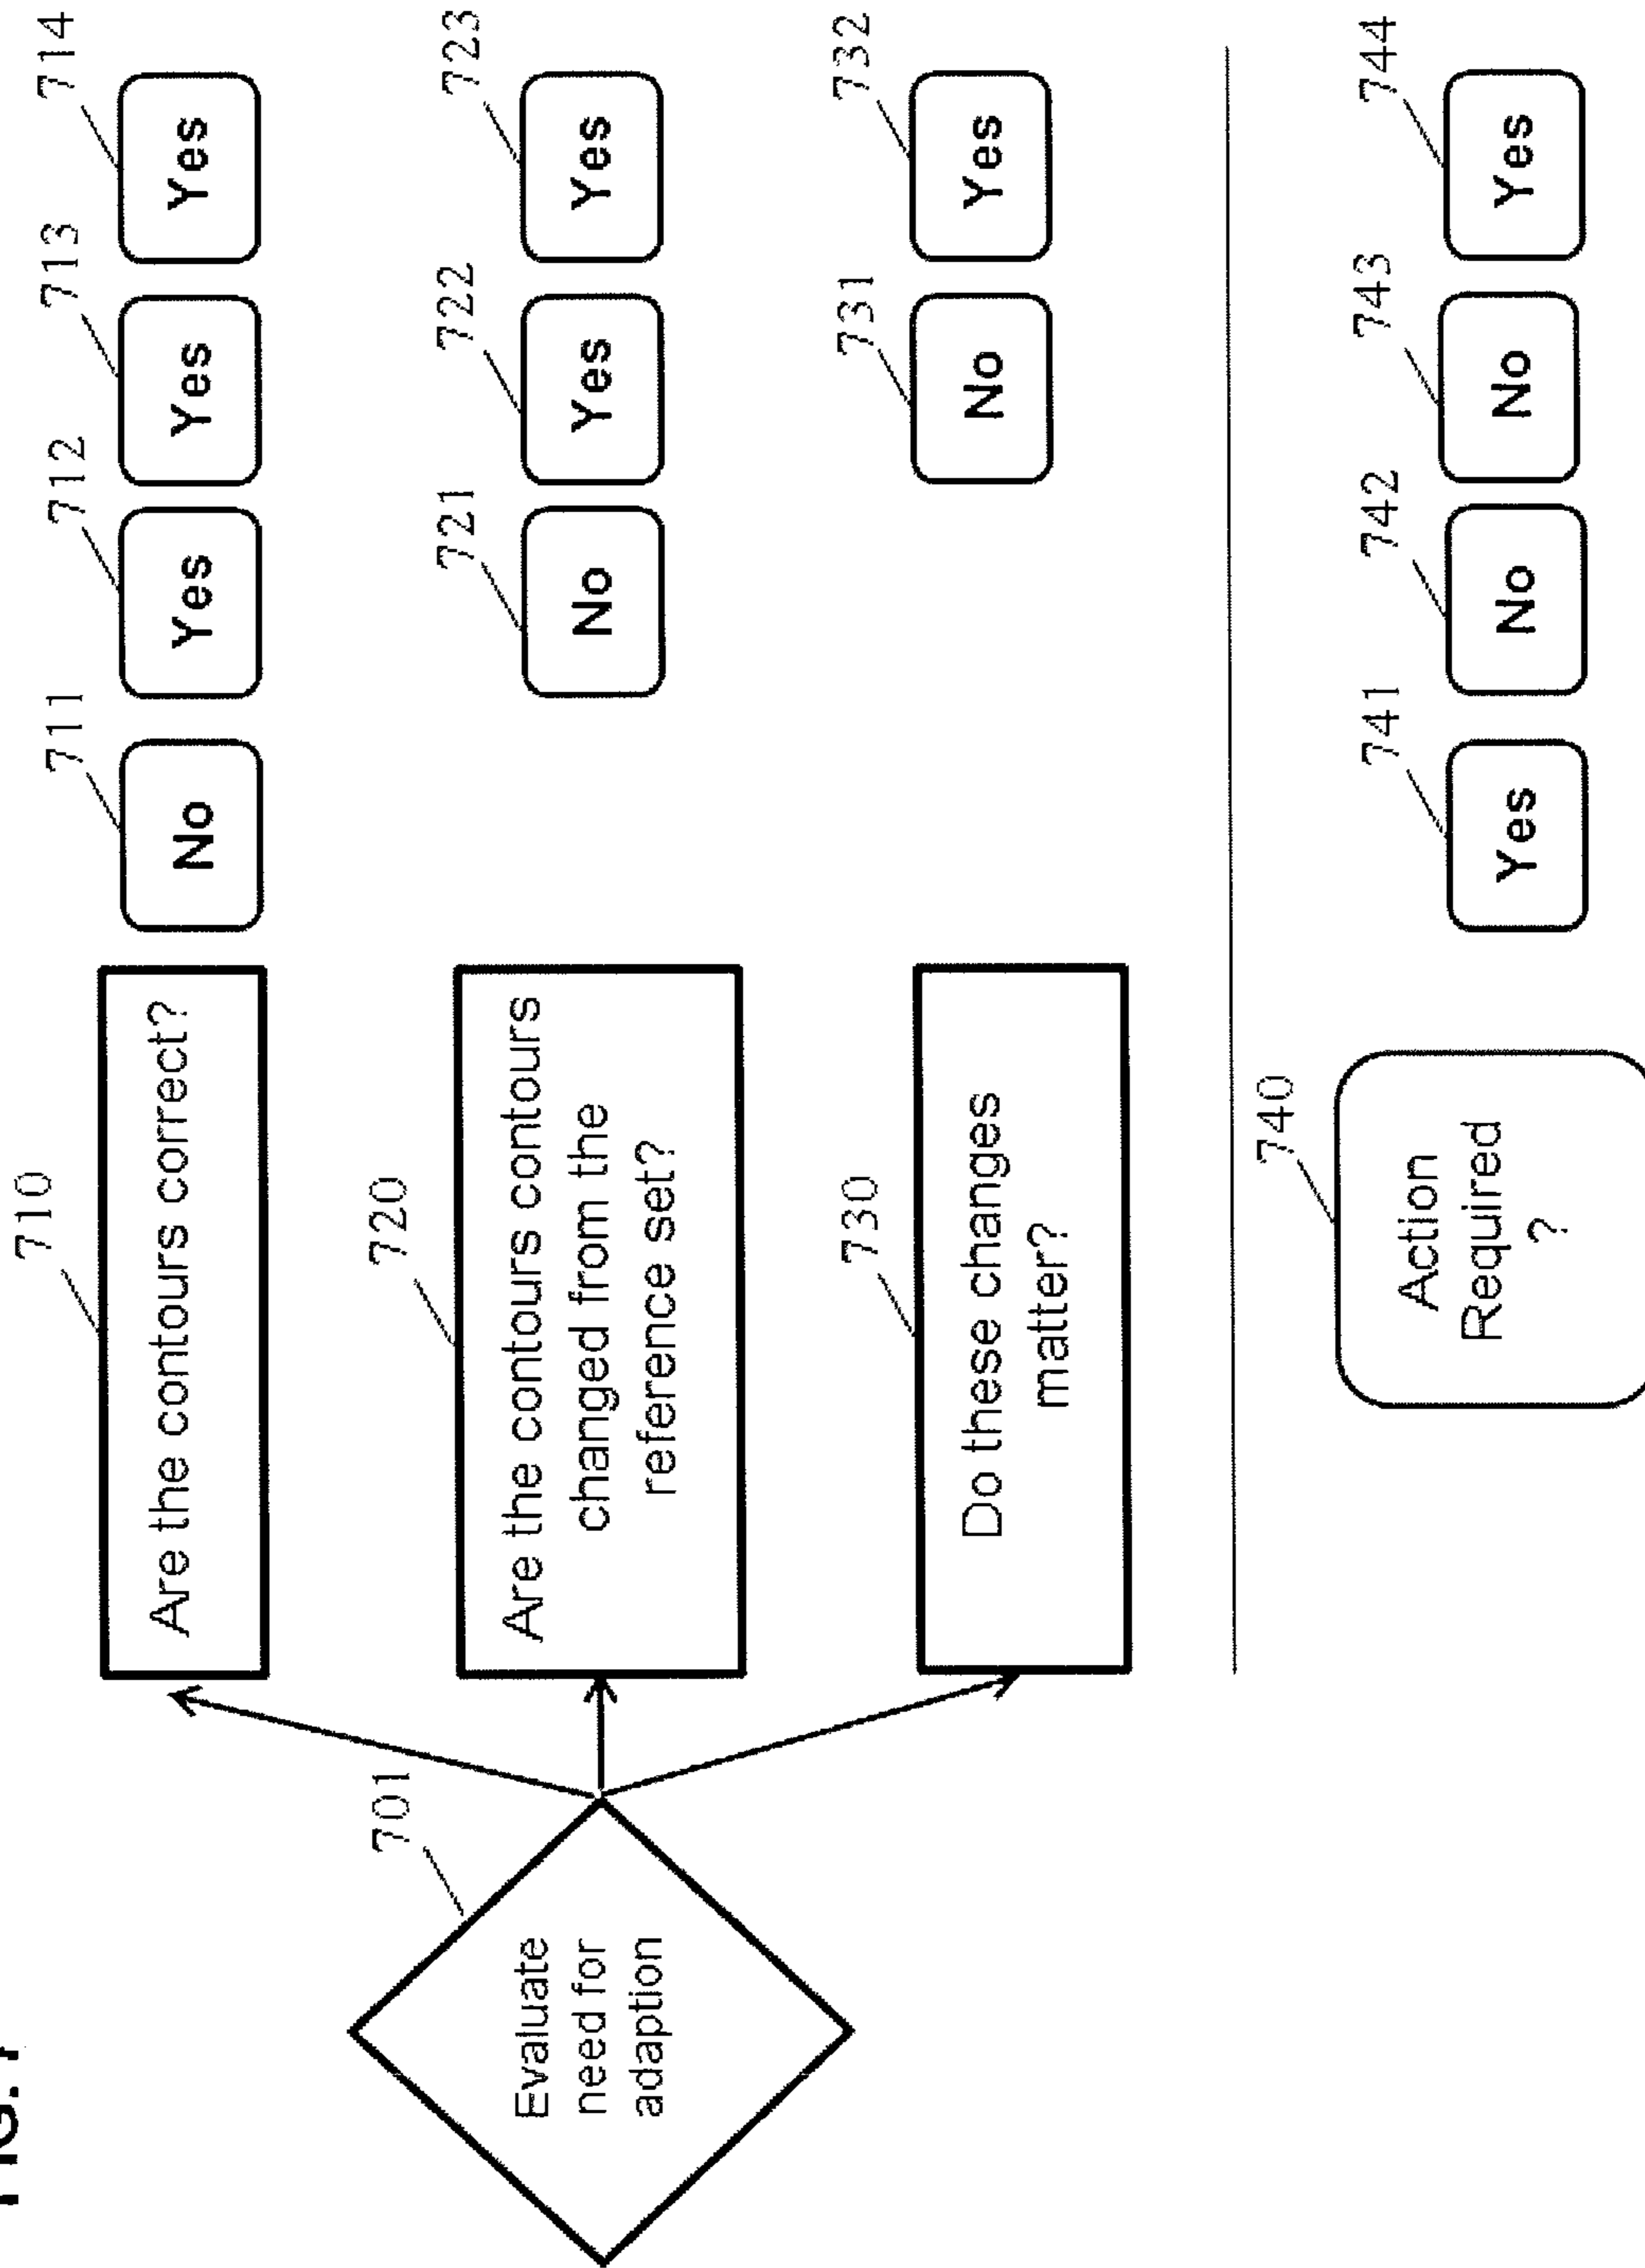 FIG. 7
701
Evaluate
need for
adaption
710
Are the contours correct?
711
No
712
Yes
713
Yes
714
Yes
720
Are the contours contours
changed from the
reference set?
721
No
722
Yes
723
Yes
730
Do these changes
matter?
731
No
732
Yes
740
Action
Required
?
741
Yes
742
No
743
No
744
Yes